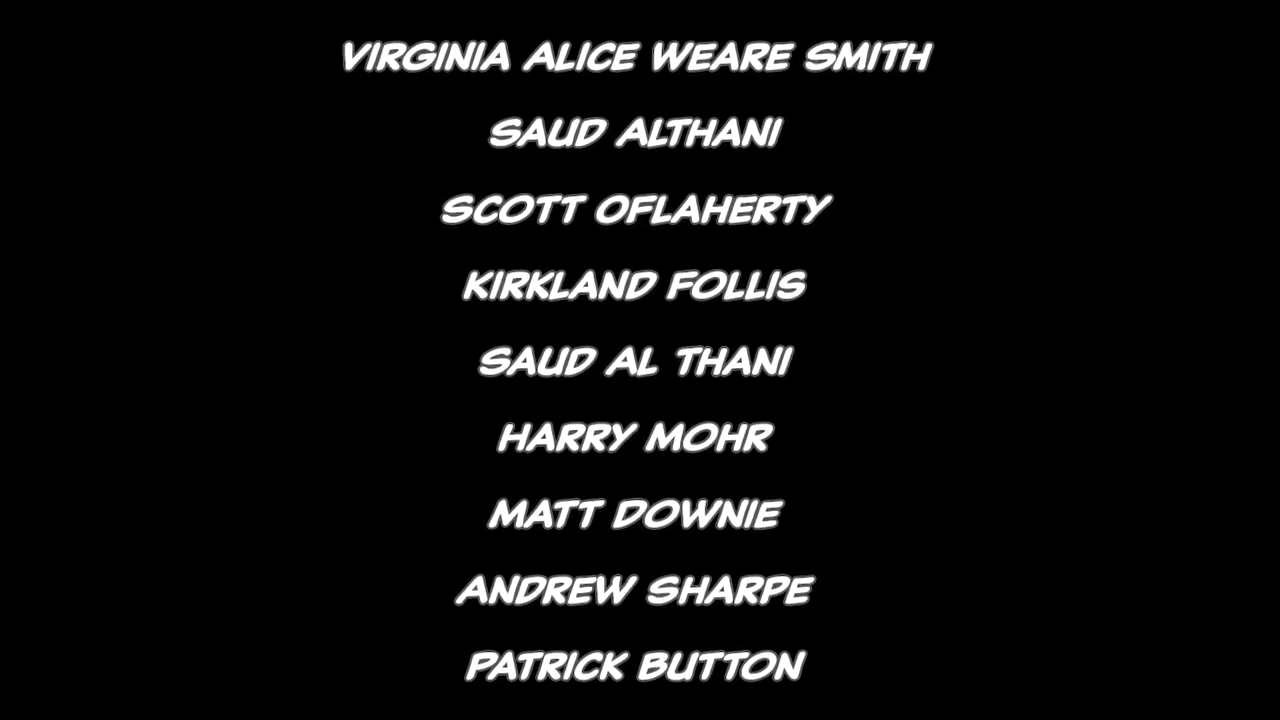 VIRGINIA ALICE WEARE SMITH
SAUD ALTHANI
SCOTT OFLAHERTY
KIRKLAND FOLLIS
SAUD AL THANI
HARRY MOHR
MATT DOWNIE
ANDREW SHARPE
PATRICK BUTTON